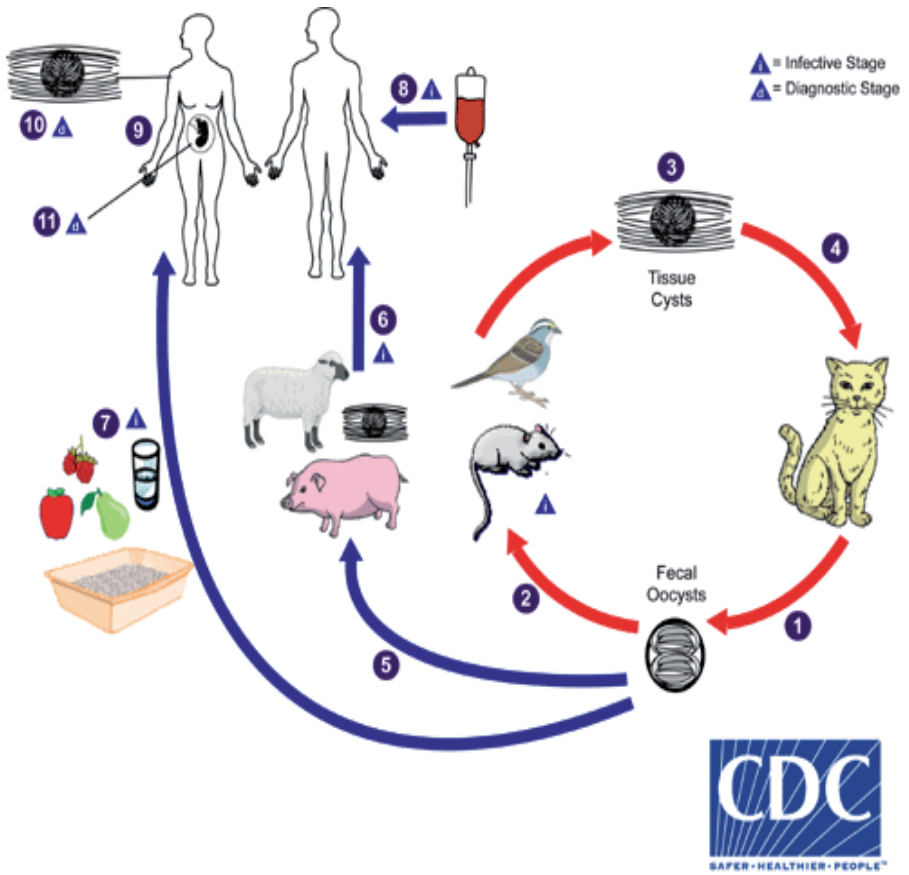 8 i
i = Infective Stage
d = Diagnostic Stage
10 d
9
3
11 d
4
Tissue
Cysts
6
i
7 i
i
Fecal
Oocysts
2
1
5
CDC
SAFER • HEALTHIER • PEOPLE™